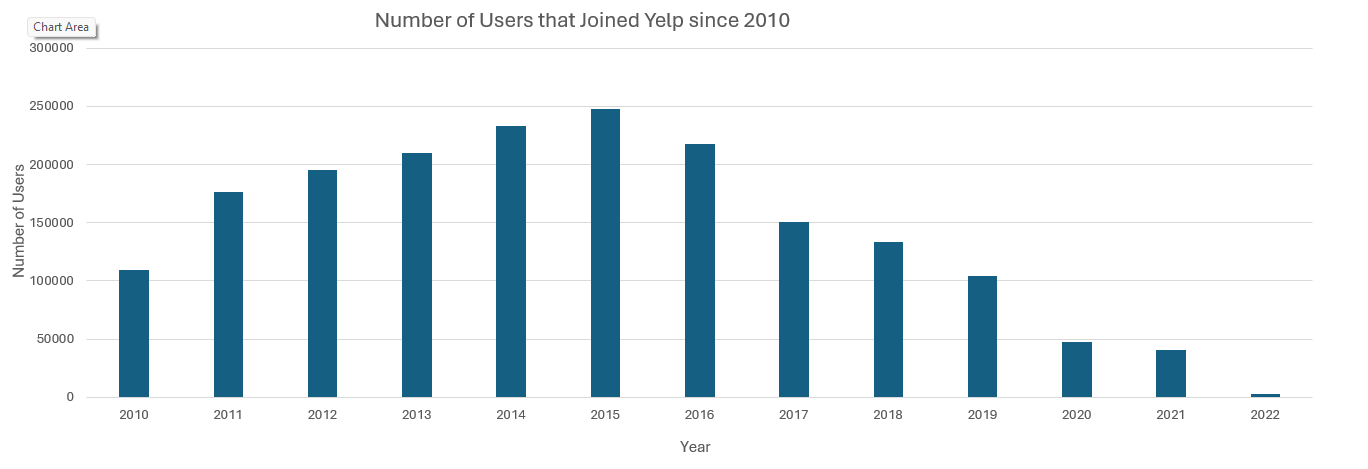 Number of Users that Joined Yelp since 2010
Chart Area
300000
250000
200000
150000
100000
50000
0
Number of Users
2010 2011 2012 2013 2014 2015 2016 2017 2018 2019 2020 2021 2022
Year